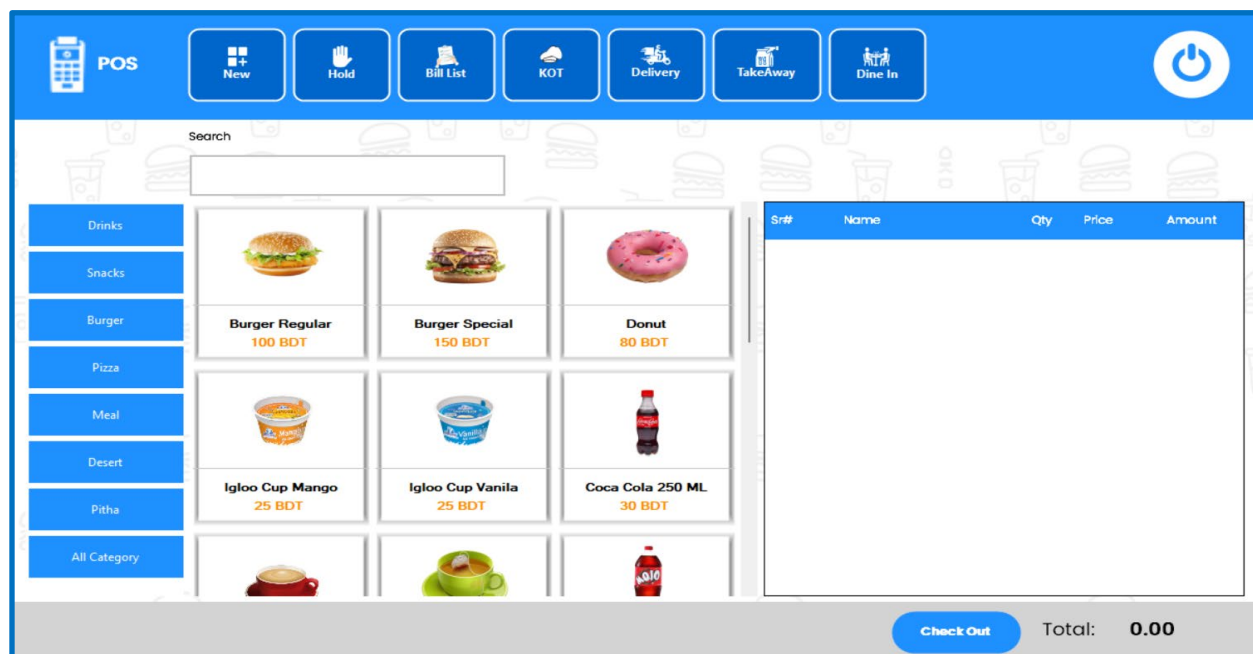 POS
New
Hold
Bill List
KOT
Delivery
TakeAway
Dine In
Search
Drinks
Snacks
Burger
Pizza
Meal
Desert
Pitha
All Category
Burger Regular
100 BDT
Burger Special
150 BDT
Donut
80 BDT
Igloo Cup Mango
25 BDT
Igloo Cup Vanila
25 BDT
Coca Cola 250 ML
30 BDT
MOJO
Sr# Name Qty Price Amount
Check Out Total: 0.00